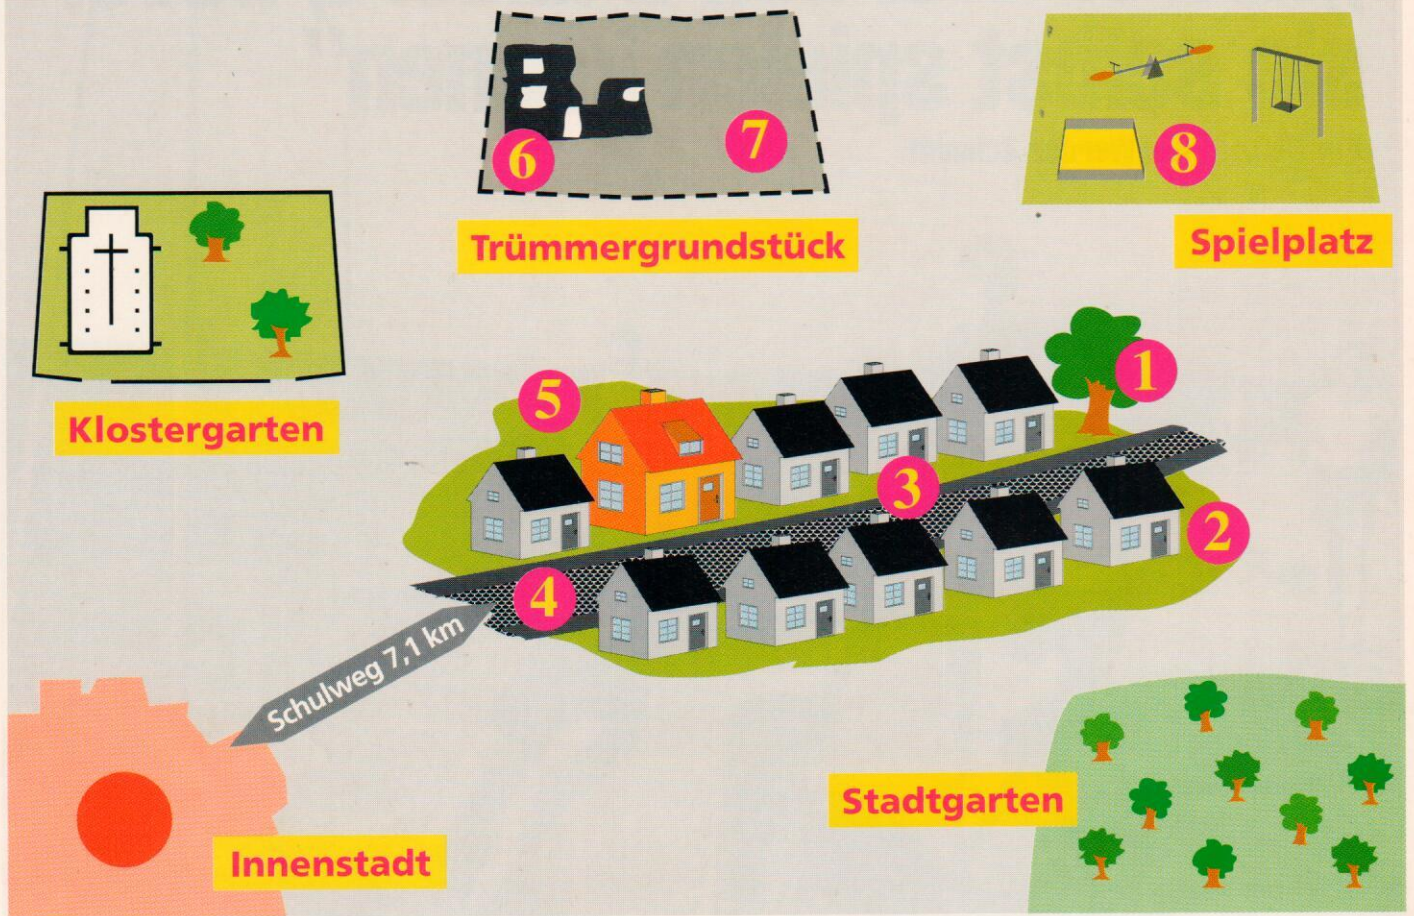 6
7
8
Trümmergrundstück
Spielplatz
Klostergarten
1
5
3
2
4
Schulweg 7,1 km
Stadtgarten
Innenstadt